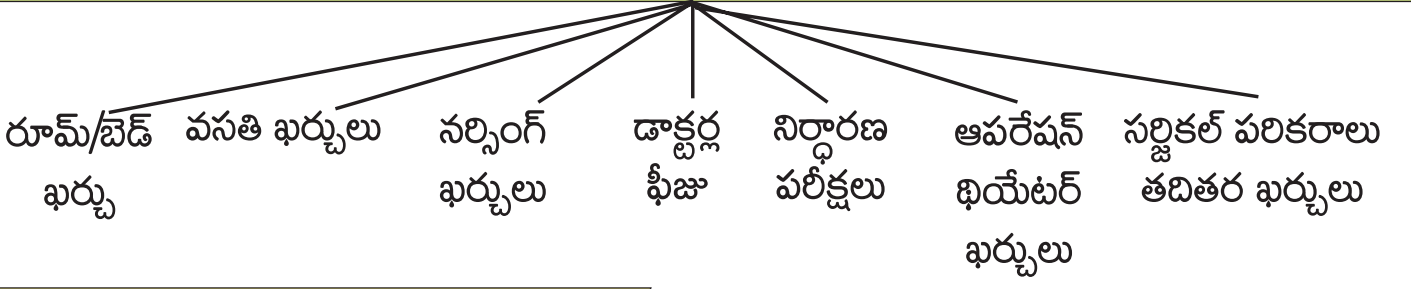 రూమ్/బెడ్
ఖర్చు
వసతి ఖర్చులు
నర్సింగ్
ఖర్చులు
డాక్టర్ల
ఫీజు
నిర్ధారణ
పరీక్షలు
ఆపరేషన్
థియేటర్
ఖర్చులు
సర్జికల్ పరికరాలు
తదితర ఖర్చులు